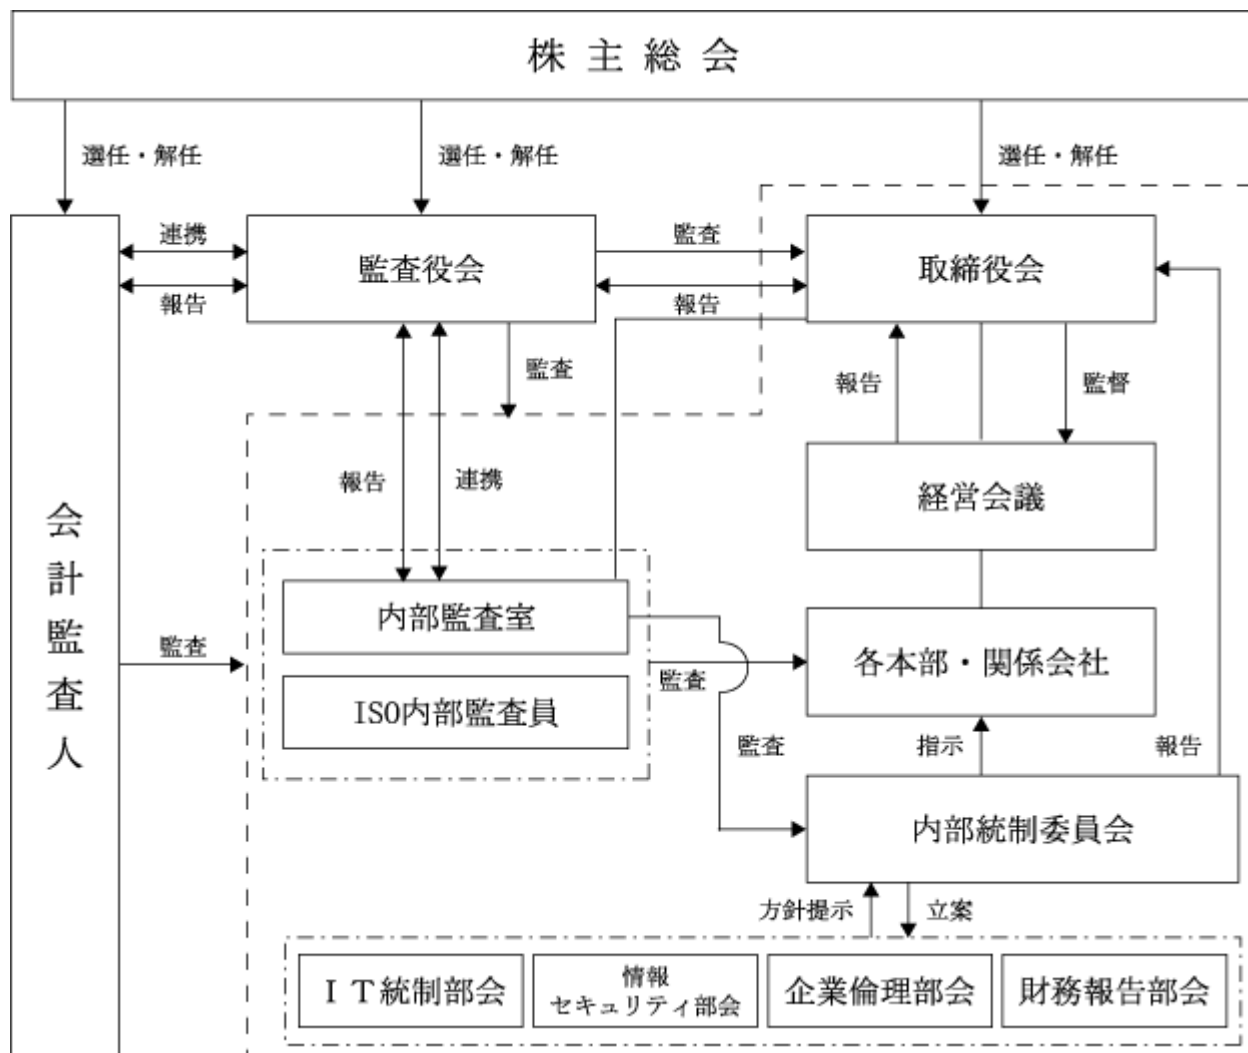 株主総会
選任・解任
選任・解任
選任・解任
連携
監査役会
監査
取締役会
報告
報告
監査
報告
監督
報告
連携
経営会議
会計監査人
内部監査室
監査
各本部・関係会社
監査
ISO内部監査員
監査
指示
報告
内部統制委員会
方針提示
立案
IT統制部会
情報
セキュリティ部会
企業倫理部会
財務報告部会